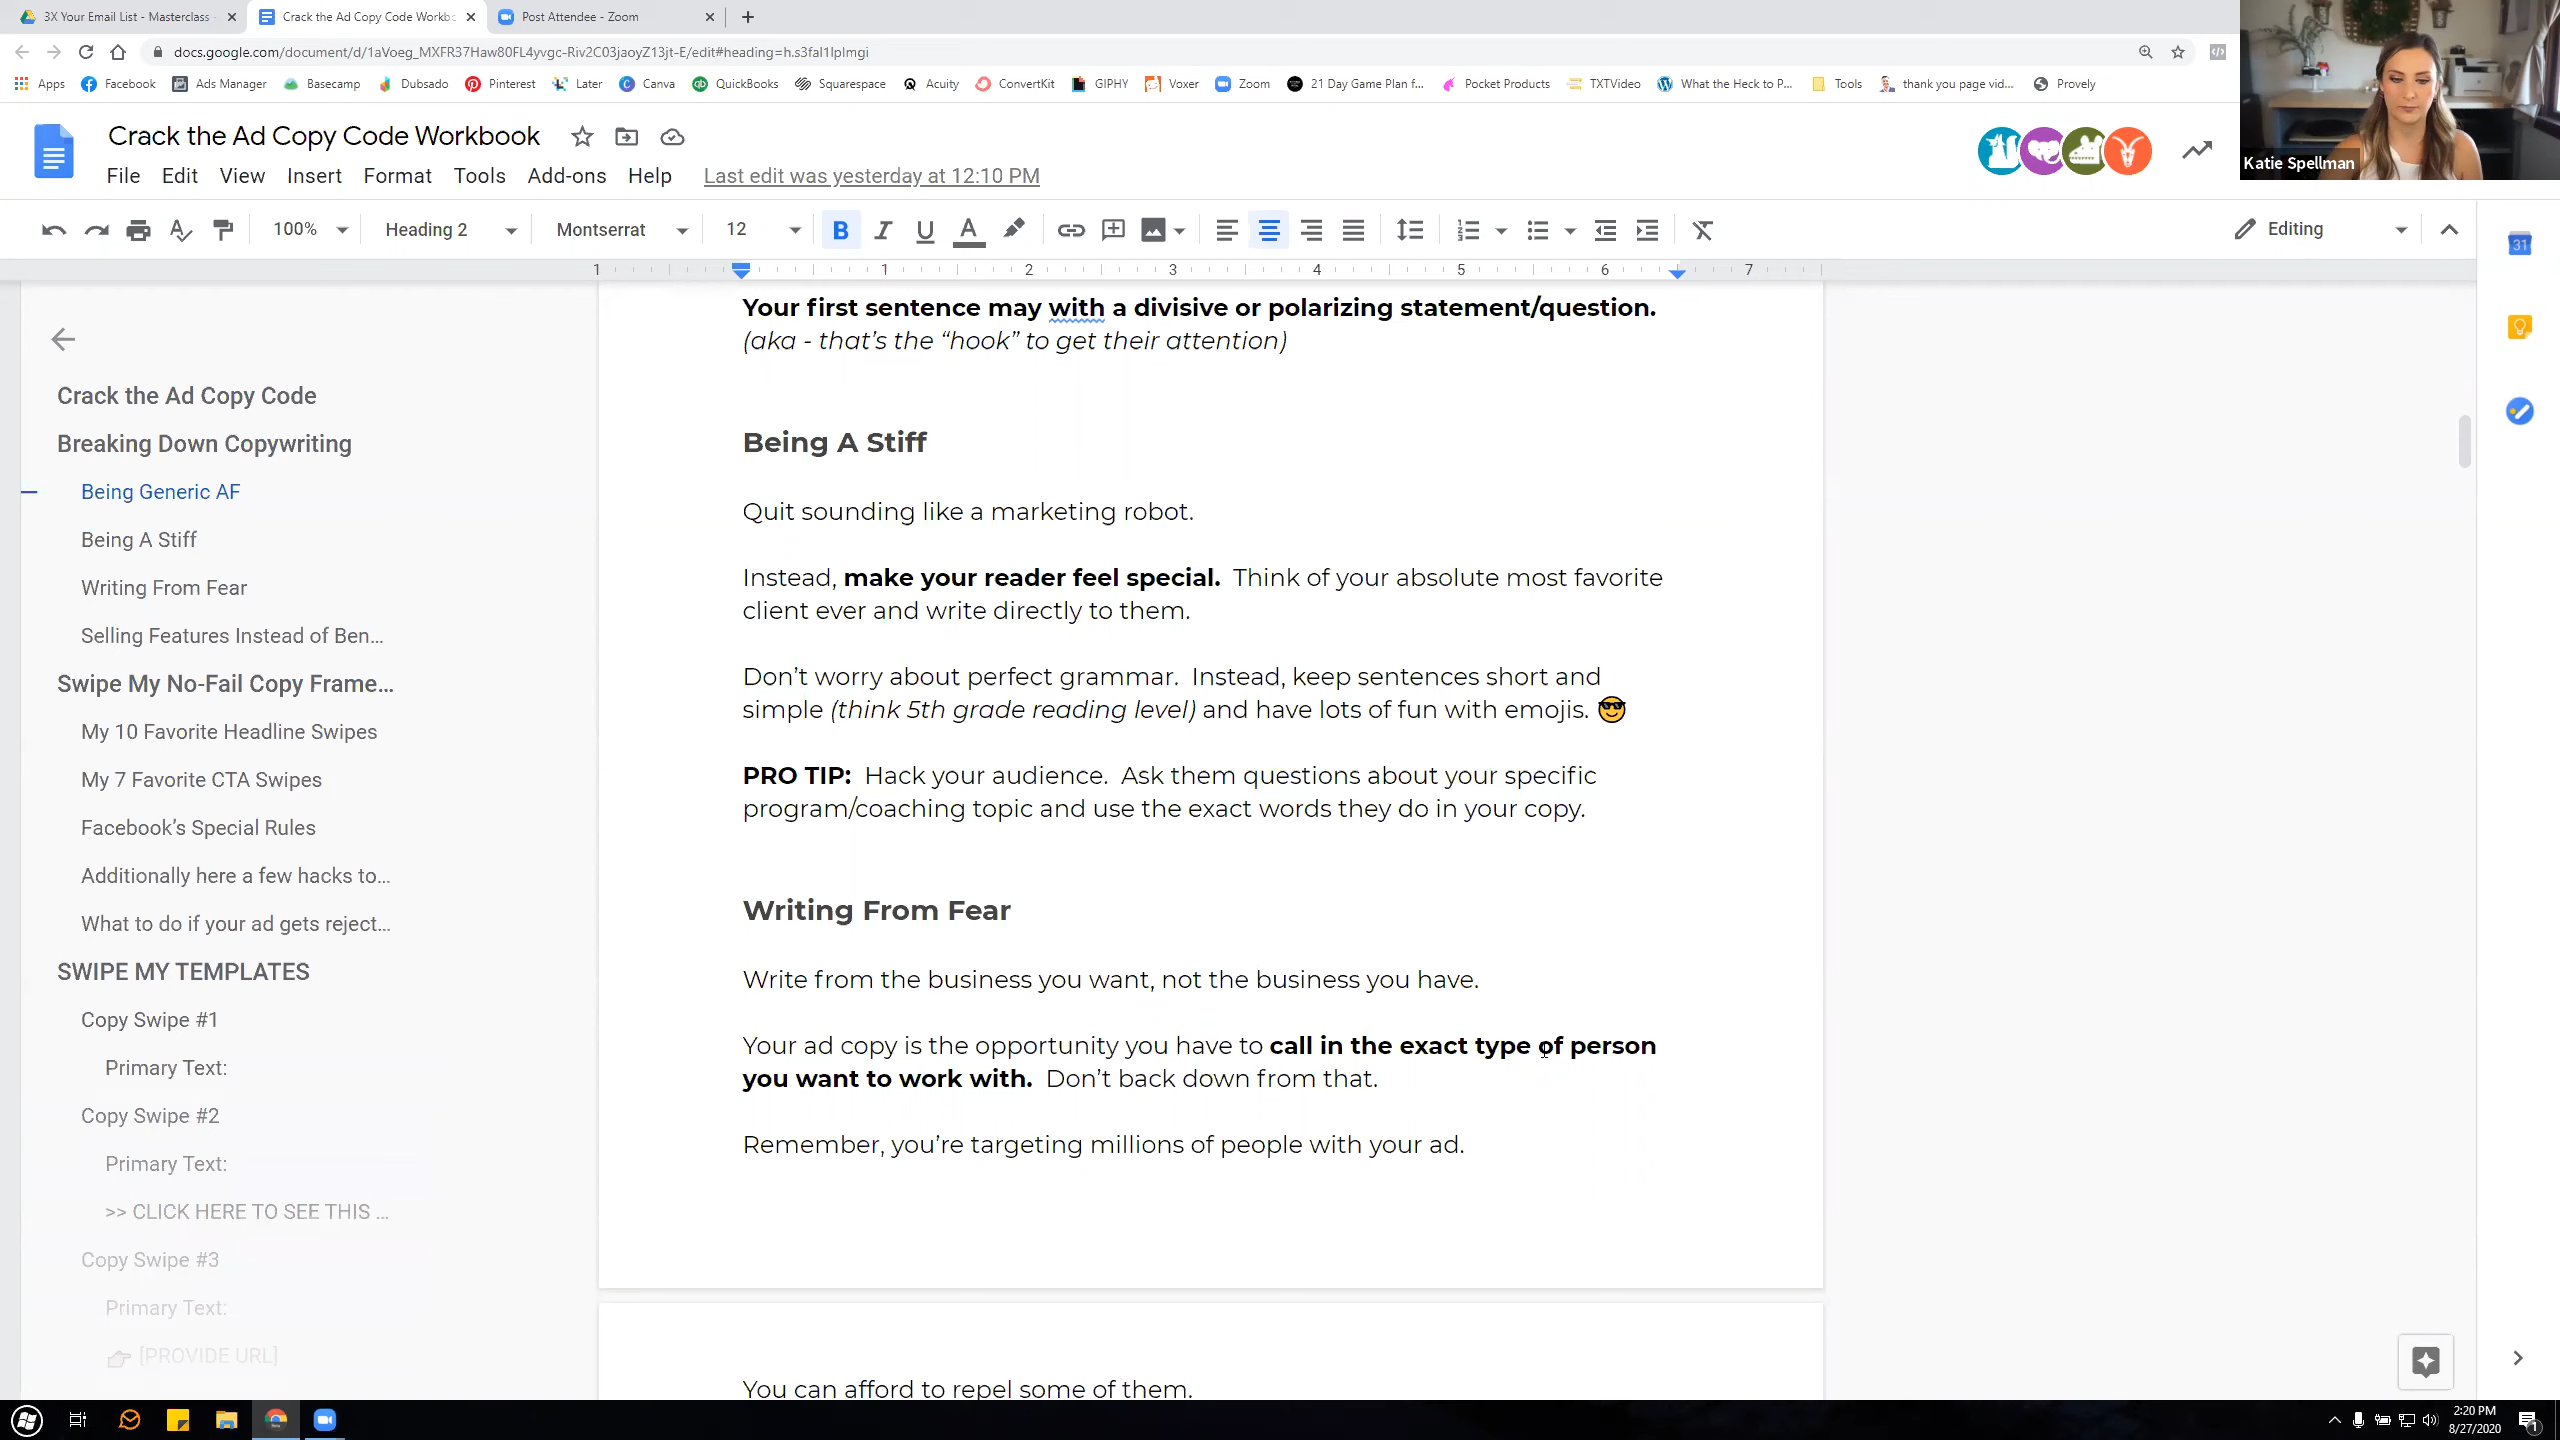 3X Your Email List - Masterclass
Crack the Ad Copy Code Workbo
Post Attendee - Zoom
docs.google.com/document/d/1aVoeg_MXFR37Haw80FL4yvgc-Riv2C03jaoyZ13jt-E/edit#heading=h.s3fal1lplmgi
Apps Facebook Ads Manager Basecamp Dubsado Pinterest Later Canva QuickBooks Squarespace Acuity ConvertKit GIPHY Voxer Zoom 21 Day Game Plan f... Pocket Products TXTVideo What the Heck to P... Tools thank you page vid... Provely
Crack the Ad Copy Code Workbook
File Edit View Insert Format Tools Add-ons Help Last edit was yesterday at 12:10 PM
Katie Spellman
100% Heading 2 Montserrat 12 B I U A Editing
31
1 1 2 3 4 5 6 7
Crack the Ad Copy Code
Breaking Down Copywriting
Being Generic AF
Being A Stiff
Writing From Fear
Selling Features Instead of Ben...
Swipe My No-Fail Copy Frame...
My 10 Favorite Headline Swipes
My 7 Favorite CTA Swipes
Facebook’s Special Rules
Additionally here a few hacks to...
What to do if your ad gets reject...
SWIPE MY TEMPLATES
Copy Swipe #1
Primary Text:
Copy Swipe #2
Primary Text:
>> CLICK HERE TO SEE THIS ...
Copy Swipe #3
Primary Text:
[PROVIDE URL]
Your first sentence may with a divisive or polarizing statement/question.
(aka - that’s the “hook” to get their attention)
Being A Stiff
Quit sounding like a marketing robot.
Instead, make your reader feel special. Think of your absolute most favorite
client ever and write directly to them.
Don’t worry about perfect grammar. Instead, keep sentences short and
simple (think 5th grade reading level) and have lots of fun with emojis. 😎
PRO TIP: Hack your audience. Ask them questions about your specific
program/coaching topic and use the exact words they do in your copy.
Writing From Fear
Write from the business you want, not the business you have.
Your ad copy is the opportunity you have to call in the exact type of person
you want to work with. Don’t back down from that.
Remember, you’re targeting millions of people with your ad.
You can afford to repel some of them.
2:20 PM
8/27/2020
1